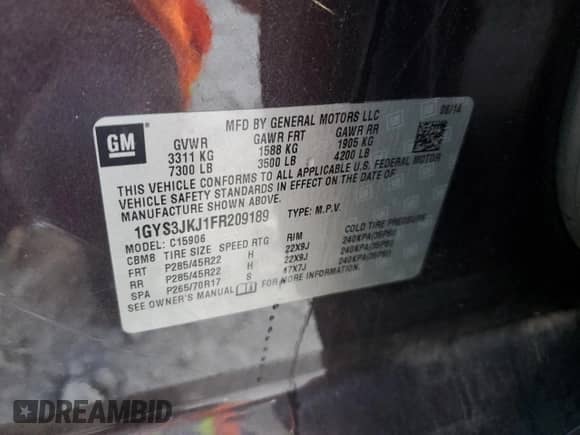 GM
MFD BY GENERAL MOTORS LLC 08/14
GVWR GAWR FRT GAWR RR
3311 KG 1588 KG 1905 KG
7300 LB 3500 LB 4200 LB
THIS VEHICLE CONFORMS TO ALL APPLICABLE U.S. FEDERAL MOTOR
VEHICLE SAFETY AND THEFT PREVENTION STANDARDS IN
EFFECT ON THE DATE OF MANUFACTURE SHOWN ABOVE.
1GYS3JKJ1FR209189 TYPE: M.P.V.
MODEL: C15906
CBM8 TIRE SIZE SPEED RTG RIM COLD TIRE PRESSURE
FRT P285/45R22 H 22X9J 240KPA(35PSI)
RR P285/45R22 H 22X9J 240KPA(35PSI)
SPA P265/70R17 S 17X7J 240KPA(35PSI)
SEE OWNER'S MANUAL FOR MORE INFORMATION.
DREAMBID